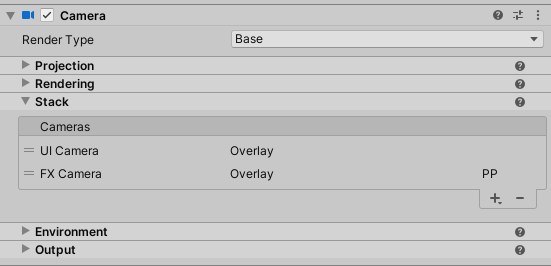 Camera
Render Type Base
Projection
Rendering
Stack
Cameras
UI Camera Overlay
FX Camera Overlay PP
Environment
Output